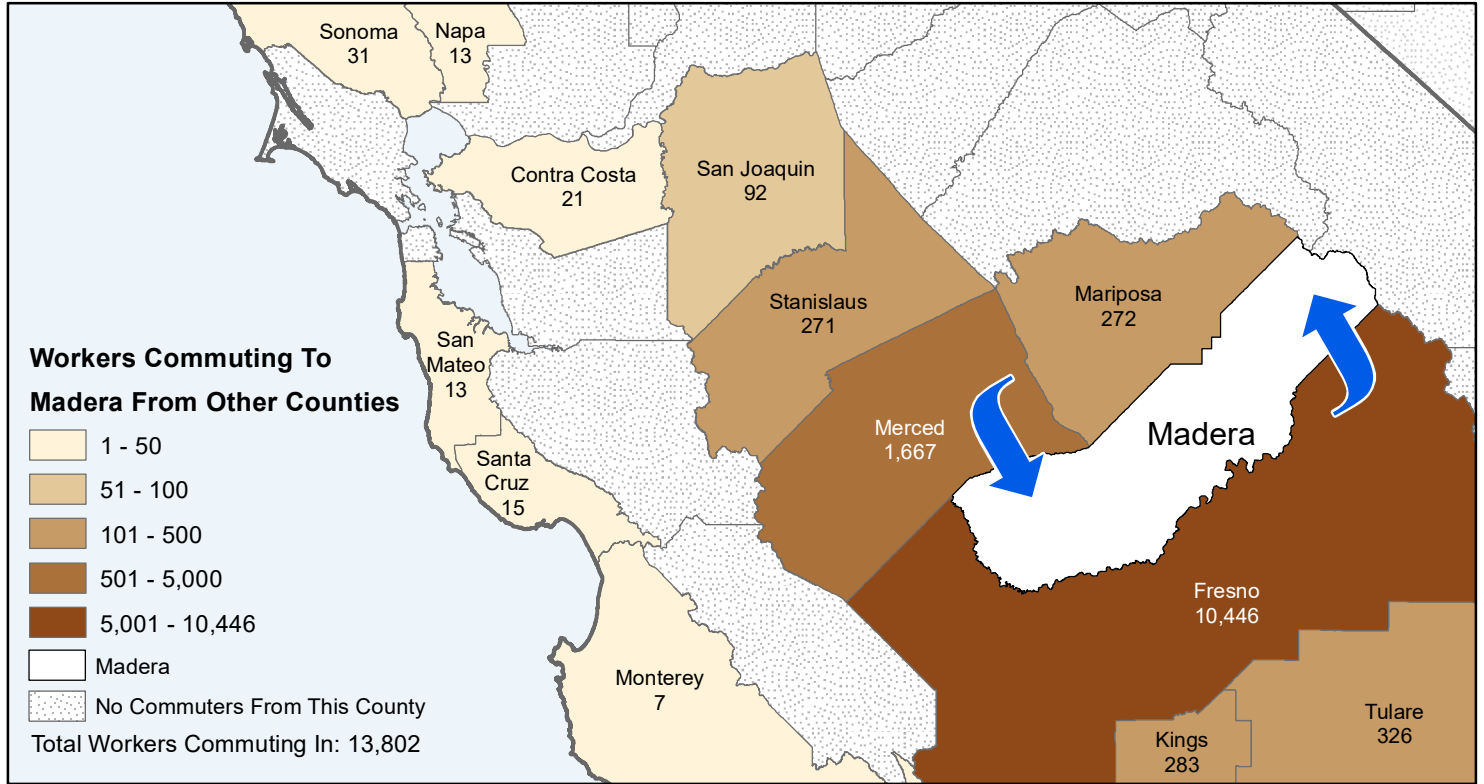 Sonoma
31
Napa
13
Contra Costa
21
San Joaquin
92
Stanislaus
271
Mariposa
272
San
Mateo
13
Merced
1,667
Madera
Santa
Cruz
15
Fresno
10,446
Monterey
7
Kings
283
Tulare
326
Workers Commuting To
Madera From Other Counties
1 - 50
51 - 100
101 - 500
501 - 5,000
5,001 - 10,446
Madera
No Commuters From This County
Total Workers Commuting In: 13,802